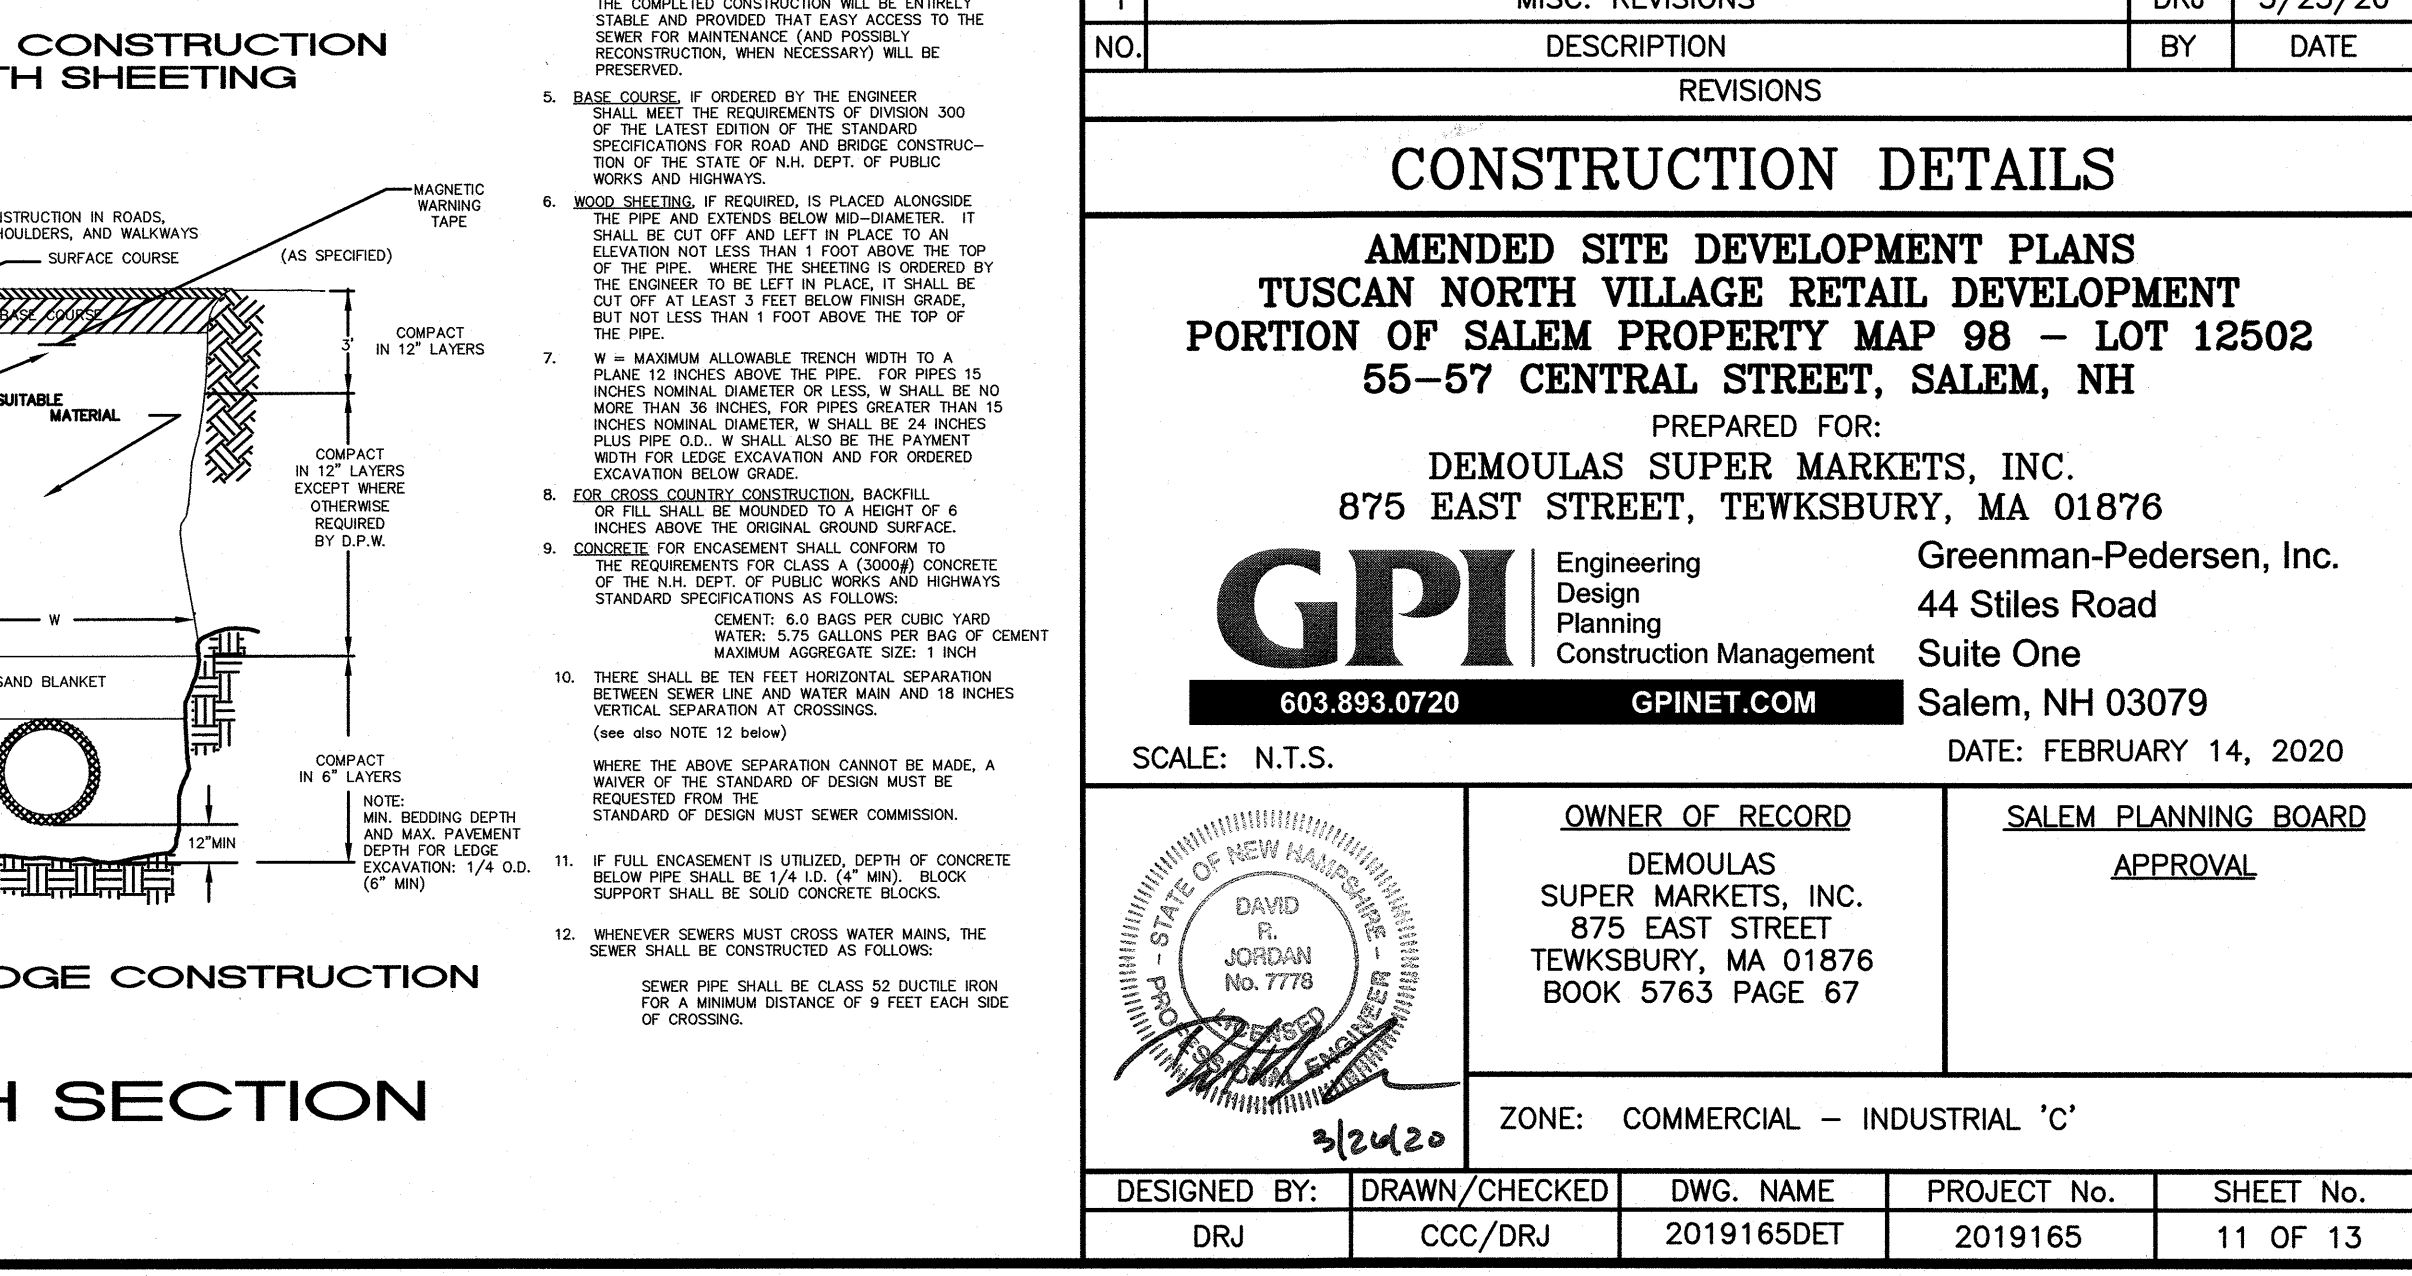 CONSTRUCTION
TH SHEETING
MAGNETIC
WARNING
TAPE
NSTRUCTION IN ROADS,
HOULDERS, AND WALKWAYS
SURFACE COURSE
(AS SPECIFIED)
BASE COURSE
3'
COMPACT
IN 12" LAYERS
SUITABLE
MATERIAL
COMPACT
IN 12" LAYERS
EXCEPT WHERE
OTHERWISE
REQUIRED
BY D.P.W.
W
SAND BLANKET
COMPACT
IN 6" LAYERS
12"MIN
NOTE:
MIN. BEDDING DEPTH
AND MAX. PAVEMENT
DEPTH FOR LEDGE
EXCAVATION: 1/4 O.D.
(6" MIN)
DGE CONSTRUCTION
H SECTION
THE COMPLETED CONSTRUCTION WILL BE ENTIRELY
STABLE AND PROVIDED THAT EASY ACCESS TO THE
SEWER FOR MAINTENANCE (AND POSSIBLY
RECONSTRUCTION, WHEN NECESSARY) WILL BE
PRESERVED.
5. BASE COURSE, IF ORDERED BY THE ENGINEER
SHALL MEET THE REQUIREMENTS OF DIVISION 300
OF THE LATEST EDITION OF THE STANDARD
SPECIFICATIONS FOR ROAD AND BRIDGE CONSTRUC-
TION OF THE STATE OF N.H. DEPT. OF PUBLIC
WORKS AND HIGHWAYS.
6. WOOD SHEETING, IF REQUIRED, IS PLACED ALONGSIDE
THE PIPE AND EXTENDS BELOW MID-DIAMETER. IT
SHALL BE CUT OFF AND LEFT IN PLACE TO AN
ELEVATION NOT LESS THAN 1 FOOT ABOVE THE TOP
OF THE PIPE. WHERE THE SHEETING IS ORDERED BY
THE ENGINEER TO BE LEFT IN PLACE, IT SHALL BE
CUT OFF AT LEAST 3 FEET BELOW FINISH GRADE,
BUT NOT LESS THAN 1 FOOT ABOVE THE TOP OF
THE PIPE.
7. W = MAXIMUM ALLOWABLE TRENCH WIDTH TO A
PLANE 12 INCHES ABOVE THE PIPE. FOR PIPES 15
INCHES NOMINAL DIAMETER OR LESS, W SHALL BE NO
MORE THAN 36 INCHES, FOR PIPES GREATER THAN 15
INCHES NOMINAL DIAMETER, W SHALL BE 24 INCHES
PLUS PIPE O.D.. W SHALL ALSO BE THE PAYMENT
WIDTH FOR LEDGE EXCAVATION AND FOR ORDERED
EXCAVATION BELOW GRADE.
8. FOR CROSS COUNTRY CONSTRUCTION, BACKFILL
OR FILL SHALL BE MOUNDED TO A HEIGHT OF 6
INCHES ABOVE THE ORIGINAL GROUND SURFACE.
9. CONCRETE FOR ENCASEMENT SHALL CONFORM TO
THE REQUIREMENTS FOR CLASS A (3000#) CONCRETE
OF THE N.H. DEPT. OF PUBLIC WORKS AND HIGHWAYS
STANDARD SPECIFICATIONS AS FOLLOWS:
CEMENT: 6.0 BAGS PER CUBIC YARD
WATER: 5.75 GALLONS PER BAG OF CEMENT
MAXIMUM AGGREGATE SIZE: 1 INCH
10. THERE SHALL BE TEN FEET HORIZONTAL SEPARATION
BETWEEN SEWER LINE AND WATER MAIN AND 18 INCHES
VERTICAL SEPARATION AT CROSSINGS.
(see also NOTE 12 below)
WHERE THE ABOVE SEPARATION CANNOT BE MADE, A
WAIVER OF THE STANDARD OF DESIGN MUST BE
REQUESTED FROM THE
STANDARD OF DESIGN MUST SEWER COMMISSION.
11. IF FULL ENCASEMENT IS UTILIZED, DEPTH OF CONCRETE
BELOW PIPE SHALL BE 1/4 I.D. (4" MIN). BLOCK
SUPPORT SHALL BE SOLID CONCRETE BLOCKS.
12. WHENEVER SEWERS MUST CROSS WATER MAINS, THE
SEWER SHALL BE CONSTRUCTED AS FOLLOWS:
SEWER PIPE SHALL BE CLASS 52 DUCTILE IRON
FOR A MINIMUM DISTANCE OF 9 FEET EACH SIDE
OF CROSSING.
1 MISC. REVISIONS DRJ 3/25/20
NO. DESCRIPTION BY DATE
REVISIONS
CONSTRUCTION DETAILS
AMENDED SITE DEVELOPMENT PLANS
TUSCAN NORTH VILLAGE RETAIL DEVELOPMENT
PORTION OF SALEM PROPERTY MAP 98 - LOT 12502
55-57 CENTRAL STREET, SALEM, NH
PREPARED FOR:
DEMOULAS SUPER MARKETS, INC.
875 EAST STREET, TEWKSBURY, MA 01876
GPI
Engineering
Design
Planning
Construction Management
603.893.0720 GPINET.COM
Greenman-Pedersen, Inc.
44 Stiles Road
Suite One
Salem, NH 03079
SCALE: N.T.S. DATE: FEBRUARY 14, 2020
STATE OF NEW HAMPSHIRE
DAVID
R.
JORDAN
No. 7778
LICENSED
PROFESSIONAL ENGINEER
3/26/20
OWNER OF RECORD
DEMOULAS
SUPER MARKETS, INC.
875 EAST STREET
TEWKSBURY, MA 01876
BOOK 5763 PAGE 67
SALEM PLANNING BOARD
APPROVAL
ZONE: COMMERCIAL - INDUSTRIAL 'C'
DESIGNED BY: DRAWN/CHECKED DWG. NAME PROJECT No. SHEET No.
DRJ CCC/DRJ 2019165DET 2019165 11 OF 13